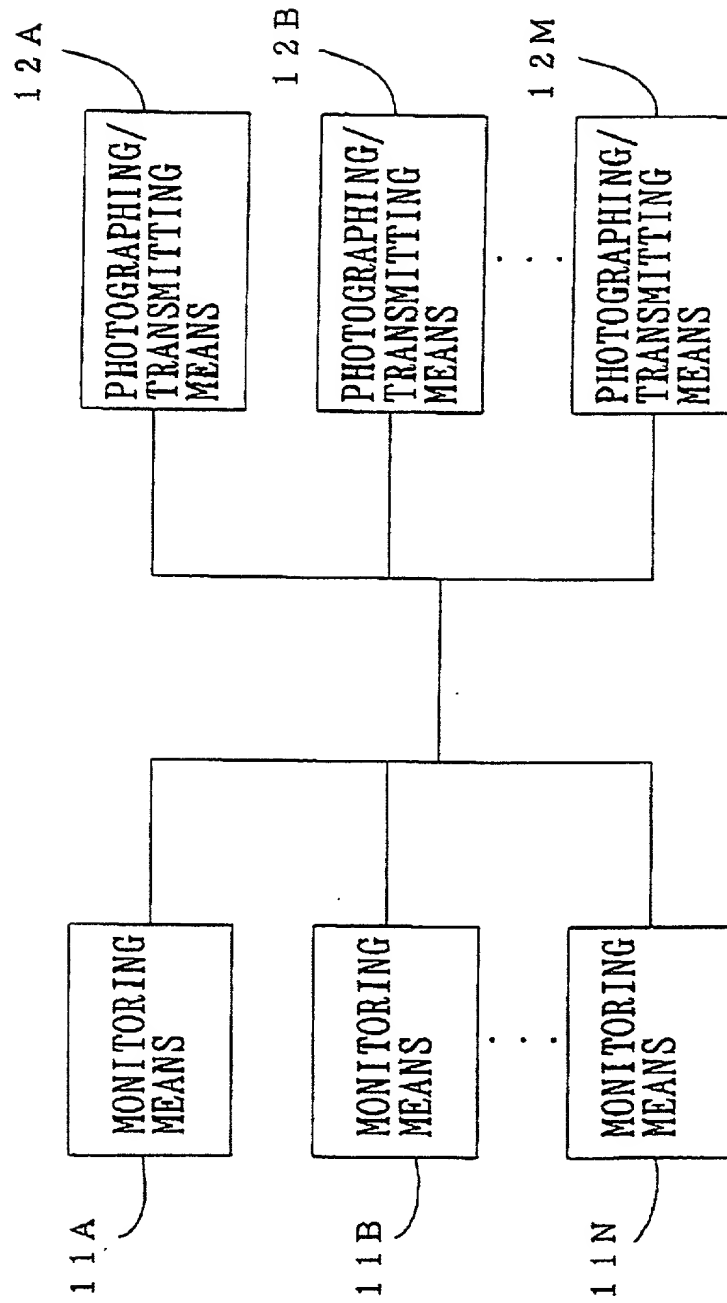 12A
PHOTOGRAPHING/
TRANSMITTING
MEANS
12B
PHOTOGRAPHING/
TRANSMITTING
MEANS
12M
PHOTOGRAPHING/
TRANSMITTING
MEANS
11A
MONITORING
MEANS
11B
MONITORING
MEANS
11N
MONITORING
MEANS